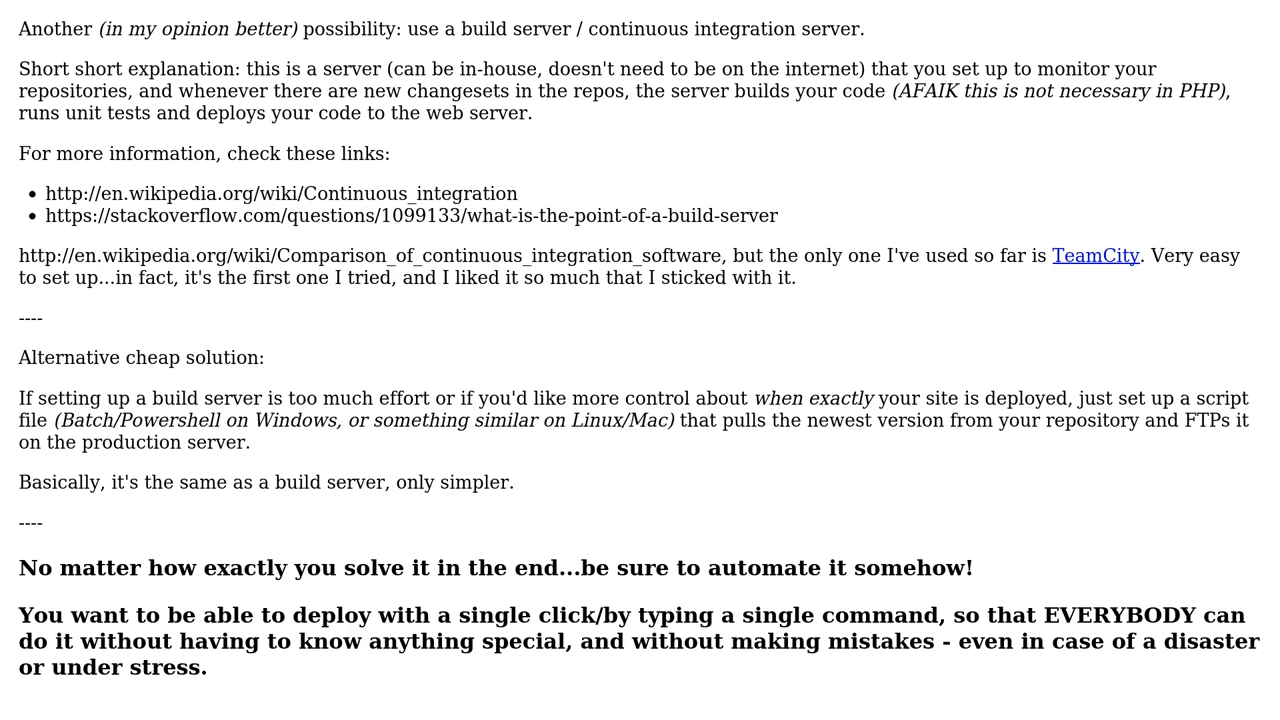 Another (in my opinion better) possibility: use a build server / continuous integration server.
Short short explanation: this is a server (can be in-house, doesn't need to be on the internet) that you set up to monitor your
repositories, and whenever there are new changesets in the repos, the server builds your code (AFAIK this is not necessary in PHP),
runs unit tests and deploys your code to the web server.
For more information, check these links:
• http://en.wikipedia.org/wiki/Continuous_integration
• https://stackoverflow.com/questions/1099133/what-is-the-point-of-a-build-server
http://en.wikipedia.org/wiki/Comparison_of_continuous_integration_software, but the only one I've used so far is TeamCity. Very easy
to set up...in fact, it's the first one I tried, and I liked it so much that I sticked with it.
----
Alternative cheap solution:
If setting up a build server is too much effort or if you'd like more control about when exactly your site is deployed, just set up a script
file (Batch/Powershell on Windows, or something similar on Linux/Mac) that pulls the newest version from your repository and FTPs it
on the production server.
Basically, it's the same as a build server, only simpler.
----
No matter how exactly you solve it in the end...be sure to automate it somehow!
You want to be able to deploy with a single click/by typing a single command, so that EVERYBODY can
do it without having to know anything special, and without making mistakes - even in case of a disaster
or under stress.